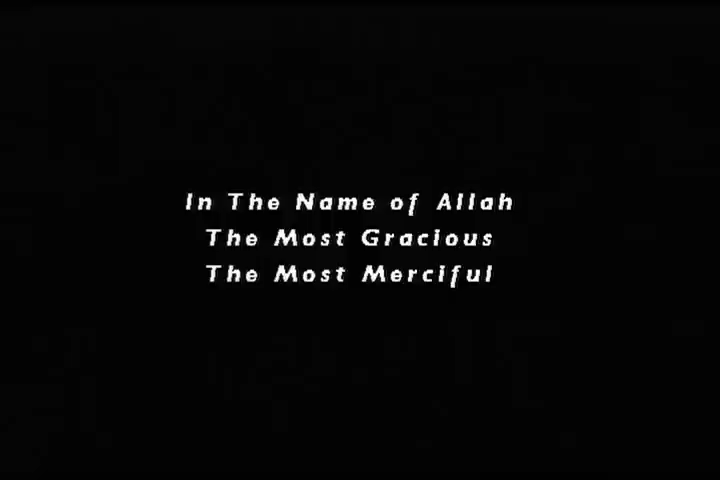 In The Name of Allah
The Most Gracious
The Most Merciful